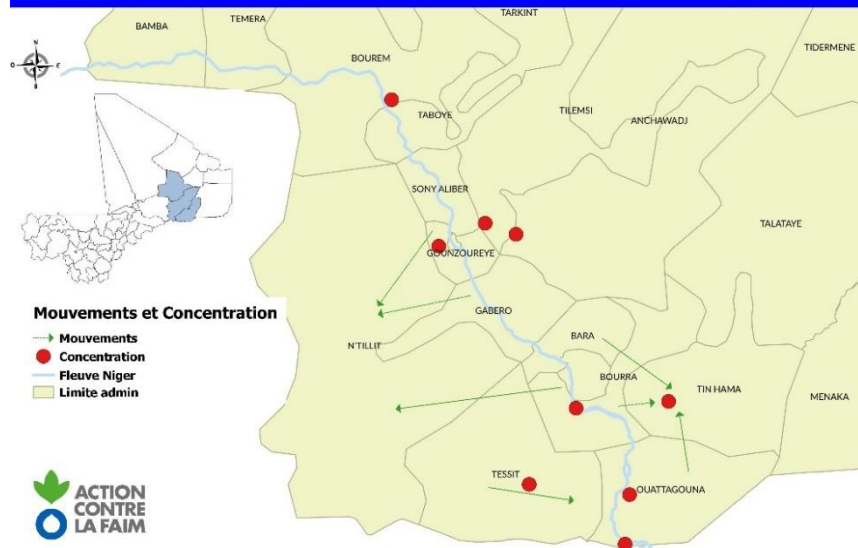 TARKINT
TEMERA
BAMBA
TIDERMENE
BOUREM
O N E S
TABOYE
TILEMSI
ANCHAWADJ
SONY ALIBER
TALATAYE
GOUNZOUREYE
Mouvements et Concentration
Mouvements
Concentration
Fleuve Niger
Limite admin
GABERO
N'TILLIT
BARA
BOURRA
TIN HAMA
MENAKA
TESSIT
OUATTAGOUNA
ACTION
CONTRE
LA FAIM